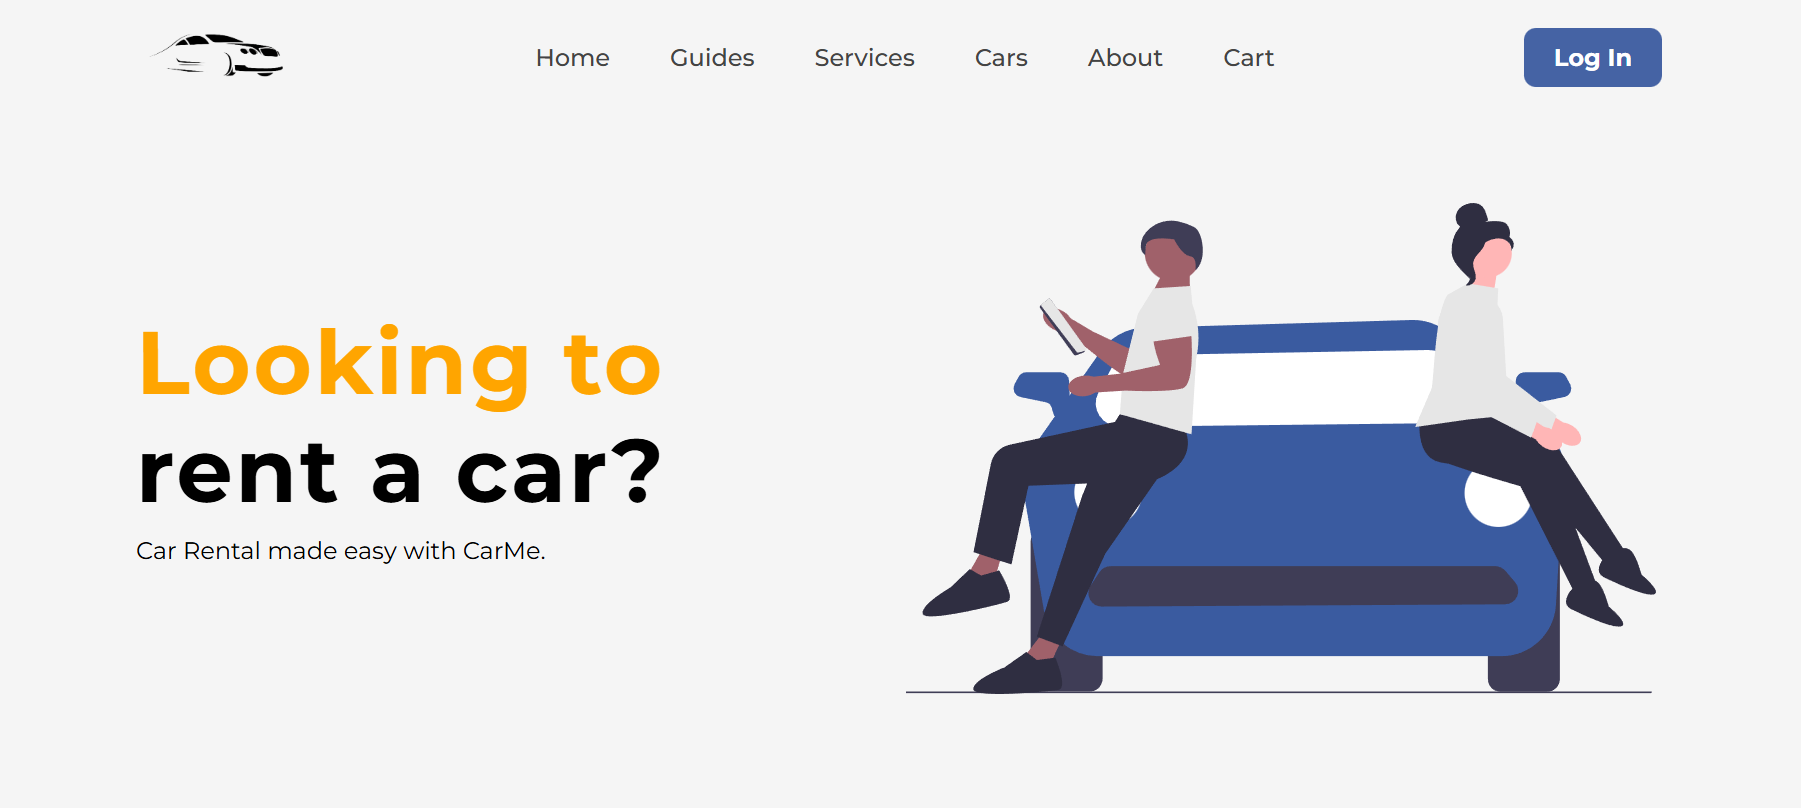 Home Guides Services Cars About Cart Log In
Looking to
rent a car?
Car Rental made easy with CarMe.